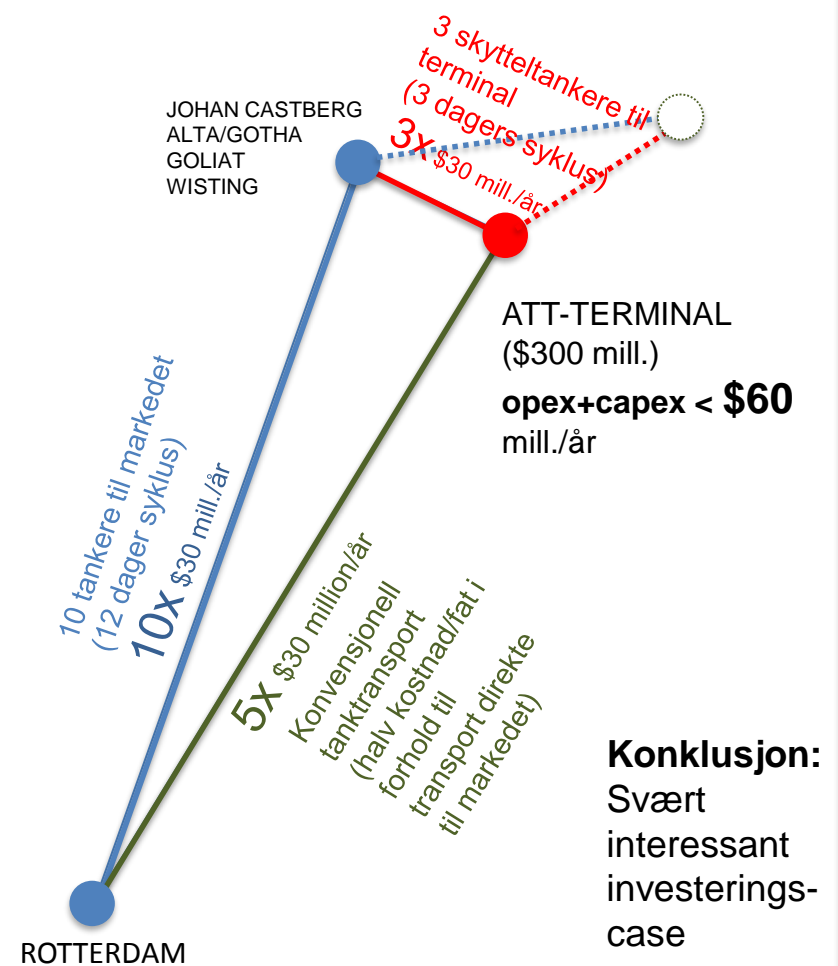 3 skytteltankere til
terminal
(3 dagers syklus)
3x $30 mill./år
JOHAN CASTBERG
ALTA/GOTHA
GOLIAT
WISTING
ATT-TERMINAL
($300 mill.)
opex+capex < $60
mill./år
10 tankere til markedet
(12 dager syklus)
10x $30 mill./år
5x $30 million/år
Konvensjonell
tanktransport
(halv kostnad/fat i
forhold til
transport direkte
til markedet)
Konklusjon:
Svært
interessant
investerings-
case
ROTTERDAM